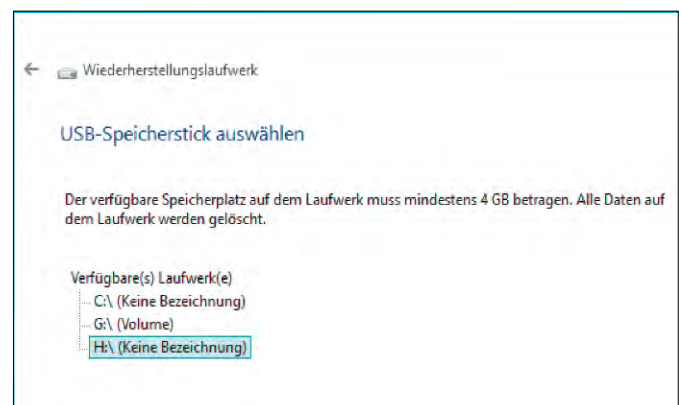 Wiederherstellungslaufwerk
USB-Speicherstick auswählen
Der verfügbare Speicherplatz auf dem Laufwerk muss mindestens 4 GB betragen. Alle Daten auf
dem Laufwerk werden gelöscht.
Verfügbare(s) Laufwerk(e)
C:\ (Keine Bezeichnung)
G:\ (Volume)
H:\ (Keine Bezeichnung)